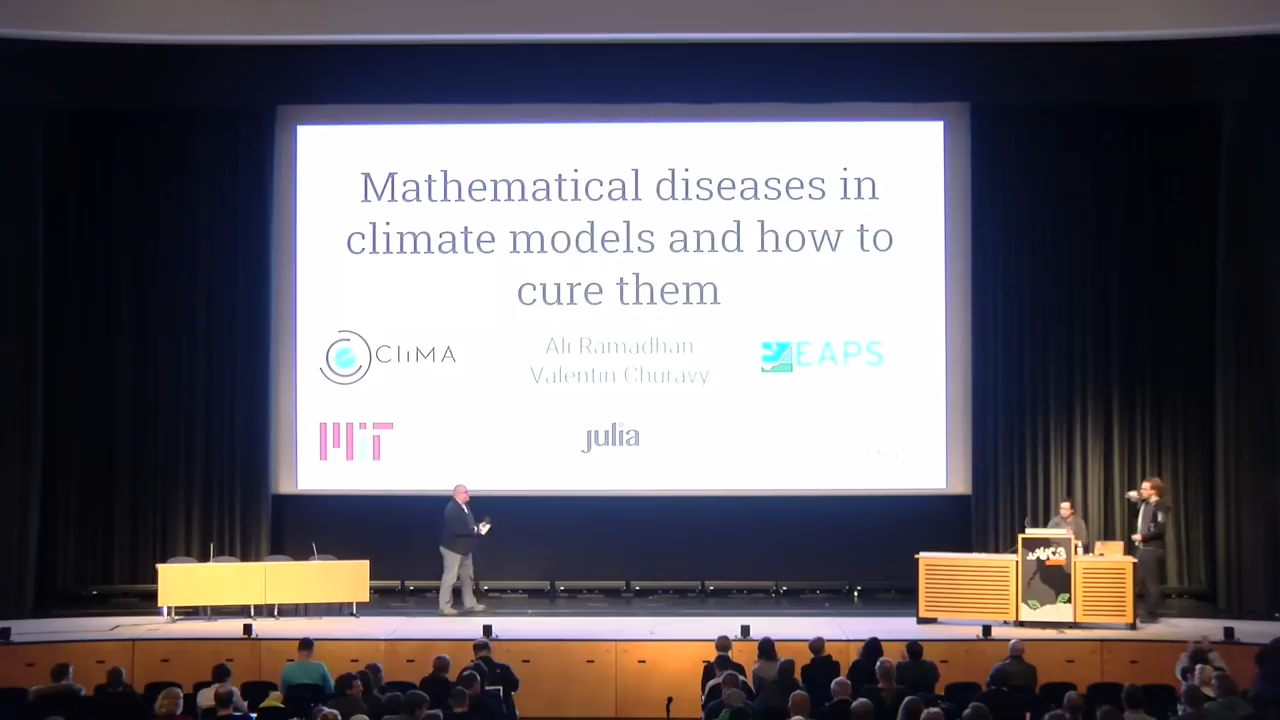 Mathematical diseases in
climate models and how to
cure them
CliMA
Ali Ramadhan
Valentin Churavy
EAPS
MIT
julia